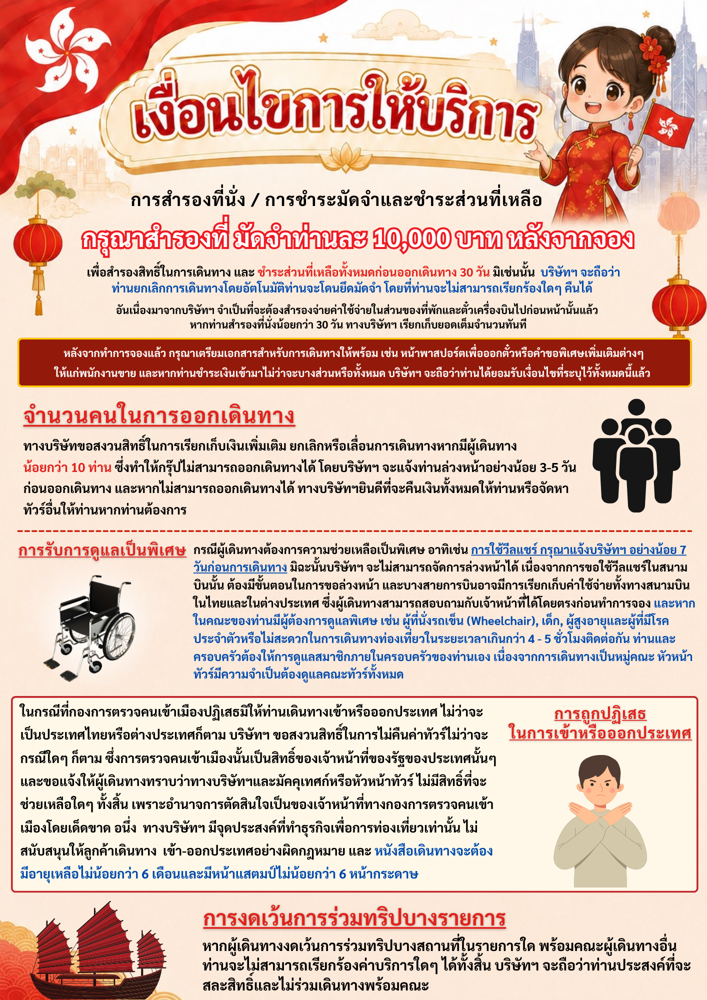 เงื่อนไขการให้บริการ
การสำรองที่นั่ง / การชำระมัดจำและชำระส่วนที่เหลือ
กรุณาสำรองที่ มัดจำท่านละ 10,000 บาท หลังจากจอง
เพื่อสำรองสิทธิ์ในการเดินทาง และ ชำระส่วนที่เหลือทั้งหมดก่อนออกเดินทาง 30 วัน มิเช่นนั้น บริษัทฯ จะถือว่า
ท่านยกเลิกการเดินทางโดยอัตโนมัติท่านจะโดนยึดมัดจำ โดยที่ท่านจะไม่สามารถเรียกร้องใดๆ คืนได้
อันเนื่องมาจากบริษัทฯ จำเป็นที่จะต้องสำรองจ่ายค่าใช้จ่ายในส่วนของที่พักและตั๋วเครื่องบินไปก่อนหน้านั้นแล้ว
หากท่านสำรองที่นั่งน้อยกว่า 30 วัน ทางบริษัทฯ เรียกเก็บยอดเต็มจำนวนทันที
หลังจากทำการจองแล้ว กรุณาเตรียมเอกสารสำหรับการเดินทางให้พร้อม เช่น หน้าพาสปอร์ตเพื่อออกตั๋วหรือคำขอพิเศษเพิ่มเติมต่างๆ
ให้แก่พนักงานขาย และหากท่านชำระเงินเข้ามาไม่ว่าจะบางส่วนหรือทั้งหมด บริษัทฯ จะถือว่าท่านได้ยอมรับเงื่อนไขที่ระบุไว้ทั้งหมดนี้แล้ว
จำนวนคนในการออกเดินทาง
ทางบริษัทขอสงวนสิทธิ์ในการเรียกเก็บเงินเพิ่มเติม ยกเลิกหรือเลื่อนการเดินทางหากมีผู้เดินทาง
น้อยกว่า 10 ท่าน ซึ่งทำให้กรุ๊ปไม่สามารถออกเดินทางได้ โดยบริษัทฯ จะแจ้งท่านล่วงหน้าอย่างน้อย 3-5 วัน
ก่อนออกเดินทาง และหากไม่สามารถออกเดินทางได้ ทางบริษัทฯยินดีที่จะคืนเงินทั้งหมดให้ท่านหรือจัดหา
ทัวร์อื่นให้ท่านหากท่านต้องการ
การรับการดูแลเป็นพิเศษ
กรณีผู้เดินทางต้องการความช่วยเหลือเป็นพิเศษ อาทิเช่น การใช้วีลแชร์ กรุณาแจ้งบริษัทฯ อย่างน้อย 7
วันก่อนการเดินทาง มิฉะนั้นบริษัทฯ จะไม่สามารถจัดการล่วงหน้าได้ เนื่องจากการขอใช้วีลแชร์ในสนาม
บินนั้น ต้องมีขั้นตอนในการขอล่วงหน้า และบางสายการบินอาจมีการเรียกเก็บค่าใช้จ่ายทั้งทางสนามบิน
ในไทยและในต่างประเทศ ซึ่งผู้เดินทางสามารถสอบถามกับเจ้าหน้าที่ได้โดยตรงก่อนทำการจอง และหาก
ในคณะของท่านมีผู้ต้องการดูแลพิเศษ เช่น ผู้ที่นั่งรถเข็น (Wheelchair), เด็ก, ผู้สูงอายุและผู้ที่มีโรค
ประจำตัวหรือไม่สะดวกในการเดินทางท่องเที่ยวในระยะเวลาเกินกว่า 4 - 5 ชั่วโมงติดต่อกัน ท่านและ
ครอบครัวต้องให้การดูแลสมาชิกภายในครอบครัวของท่านเอง เนื่องจากการเดินทางเป็นหมู่คณะ หัวหน้า
ทัวร์มีความจำเป็นต้องดูแลคณะทัวร์ทั้งหมด
การถูกปฏิเสธ
ในการเข้าหรือออกประเทศ
ในกรณีที่กองการตรวจคนเข้าเมืองปฏิเสธมิให้ท่านเดินทางเข้าหรือออกประเทศ ไม่ว่าจะ
เป็นประเทศไทยหรือต่างประเทศก็ตาม บริษัทฯ ขอสงวนสิทธิ์ในการไม่คืนค่าทัวร์ไม่ว่าจะ
กรณีใดๆ ก็ตาม ซึ่งการตรวจคนเข้าเมืองนั้นเป็นสิทธิ์ของเจ้าหน้าที่ของรัฐของประเทศนั้นๆ
และขอแจ้งให้ผู้เดินทางทราบว่าทางบริษัทฯและมัคคุเทศก์หรือหัวหน้าทัวร์ ไม่มีสิทธิ์ที่จะ
ช่วยเหลือใดๆ ทั้งสิ้น เพราะอำนาจการตัดสินใจเป็นของเจ้าหน้าที่ทางกองการตรวจคนเข้า
เมืองโดยเด็ดขาด อนึ่ง ทางบริษัทฯ มีจุดประสงค์ที่ทำธุรกิจเพื่อการท่องเที่ยวเท่านั้น ไม่
สนับสนุนให้ลูกค้าเดินทาง เข้า-ออกประเทศอย่างผิดกฎหมาย และ หนังสือเดินทางจะต้อง
มีอายุเหลือไม่น้อยกว่า 6 เดือนและมีหน้าแสตมป์ไม่น้อยกว่า 6 หน้ากระดาษ
การงดเว้นการร่วมทริปบางรายการ
หากผู้เดินทางงดเว้นการร่วมทริปบางสถานที่ในรายการใด พร้อมคณะผู้เดินทางอื่น
ท่านจะไม่สามารถเรียกร้องค่าบริการใดๆ ได้ทั้งสิ้น บริษัทฯ จะถือว่าท่านประสงค์ที่จะ
สละสิทธิ์และไม่ร่วมเดินทางพร้อมคณะ